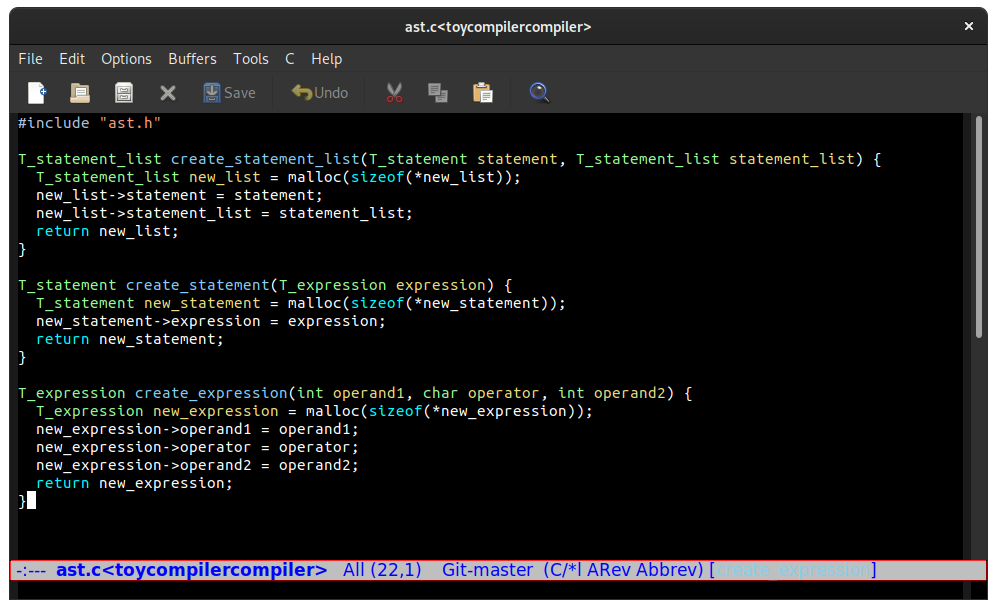 ast.c<toycompilercompiler>
File Edit Options Buffers Tools C Help
Save Undo
#include "ast.h"
T_statement_list create_statement_list(T_statement statement, T_statement_list statement_list) {
  T_statement_list new_list = malloc(sizeof(*new_list));
  new_list->statement = statement;
  new_list->statement_list = statement_list;
  return new_list;
}
T_statement create_statement(T_expression expression) {
  T_statement new_statement = malloc(sizeof(*new_statement));
  new_statement->expression = expression;
  return new_statement;
}
T_expression create_expression(int operand1, char operator, int operand2) {
  T_expression new_expression = malloc(sizeof(*new_expression));
  new_expression->operand1 = operand1;
  new_expression->operator = operator;
  new_expression->operand2 = operand2;
  return new_expression;
}
-:--- ast.c<toycompilercompiler> All (22,1) Git-master (C/*l ARev Abbrev) [create_expression]